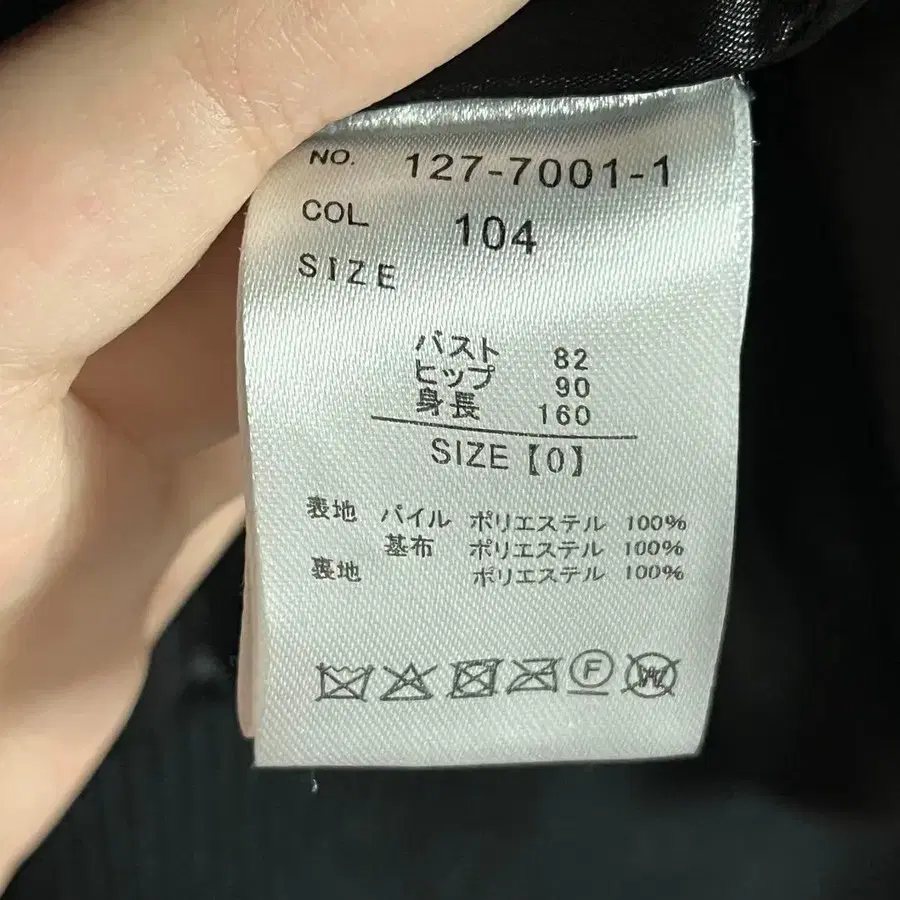 NO. 127-7001-1
COL 104
SIZE
バスト 82
ヒップ 90
身長 160
SIZE【0】
表地 パイル ポリエステル 100%
基布 ポリエステル 100%
裏地 ポリエステル 100%
F
W